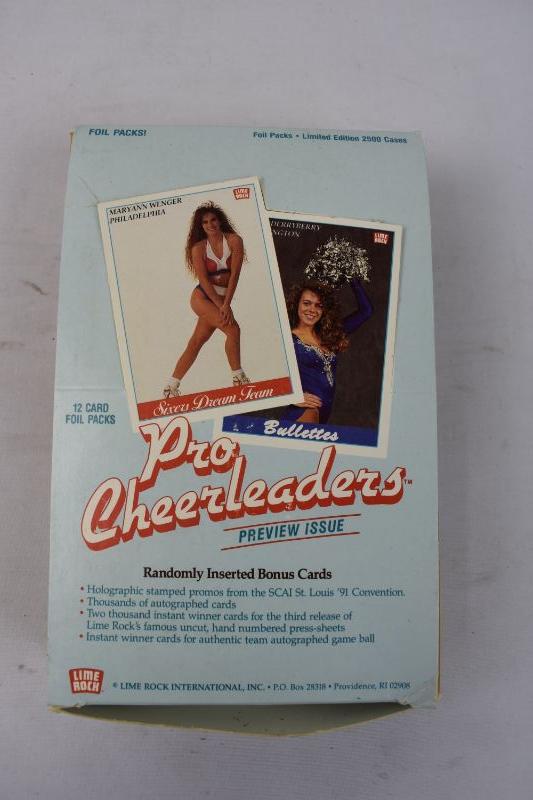 FOIL PACKS!
Foil Packs • Limited Edition 2500 Cases
MARYANN WENGER
PHILADELPHIA
LIME ROCK
DERRYBERRY
LIME ROCK
12 CARD
FOIL PACKS
Sixers Dream Team
Bullettes
Pro
Cheerleaders™
PREVIEW ISSUE
Randomly Inserted Bonus Cards
• Holographic stamped promos from the SCAI St. Louis '91 Convention.
• Thousands of autographed cards
• Two thousand instant winner cards for the third release of
Lime Rock's famous uncut, hand numbered press-sheets
• Instant winner cards for authentic team autographed game ball
LIME
ROCK
© LIME ROCK INTERNATIONAL, INC. • P.O. Box 28318 • Providence, RI 02908